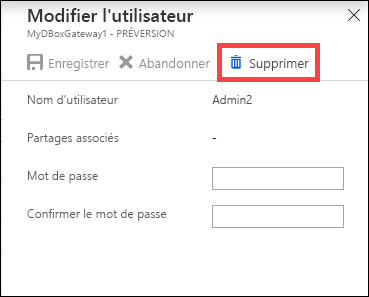 Modifier l'utilisateur
MyDBoxGateway1 - PRÉVERSION
Enregistrer Abandonner Supprimer
Nom d'utilisateur Admin2
Partages associés -
Mot de passe
Confirmer le mot de passe